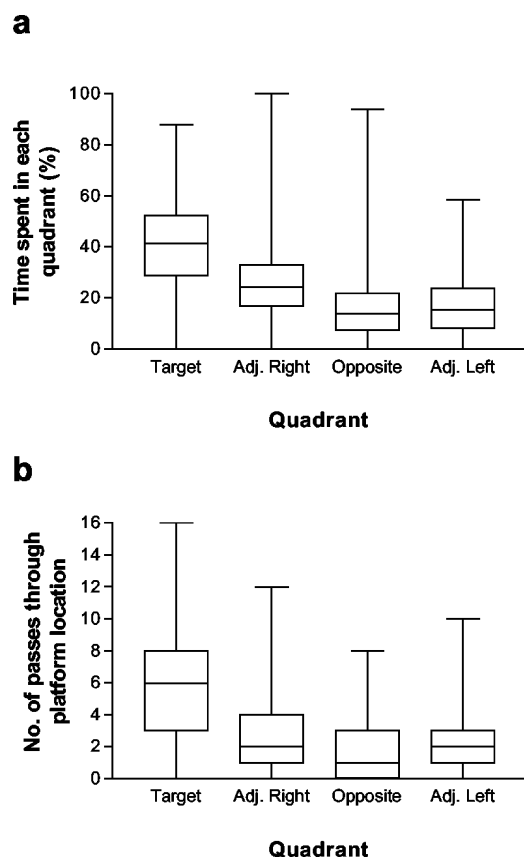 a
Time spent in each
quadrant (%)
100
80
60
40
20
0
Target Adj. Right Opposite Adj. Left
Quadrant
b
No. of passes through
platform location
16
14
12
10
8
6
4
2
0
Target Adj. Right Opposite Adj. Left
Quadrant